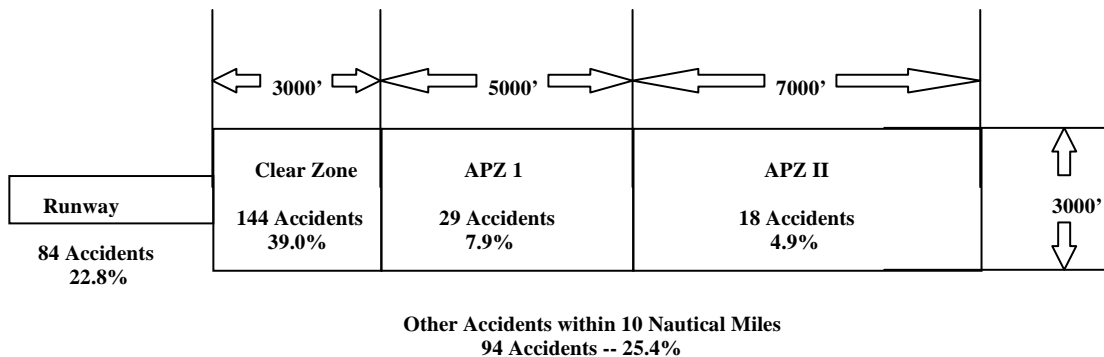 3000’
5000’
7000’
Clear Zone
APZ 1
APZ II
Runway
144 Accidents
39.0%
29 Accidents
7.9%
18 Accidents
4.9%
3000’
84 Accidents
22.8%
Other Accidents within 10 Nautical Miles
94 Accidents -- 25.4%